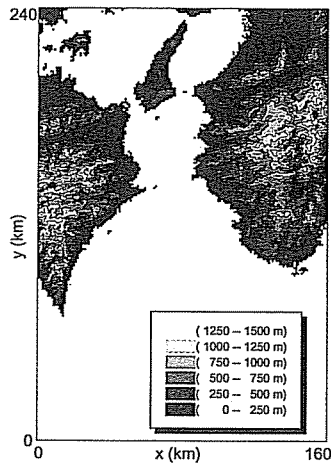 240
y (km)
(1250 – 1500 m)
(1000 – 1250 m)
( 750 – 1000 m)
( 500 – 750 m)
( 250 – 500 m)
( 0 – 250 m)
0
0 x (km) 160